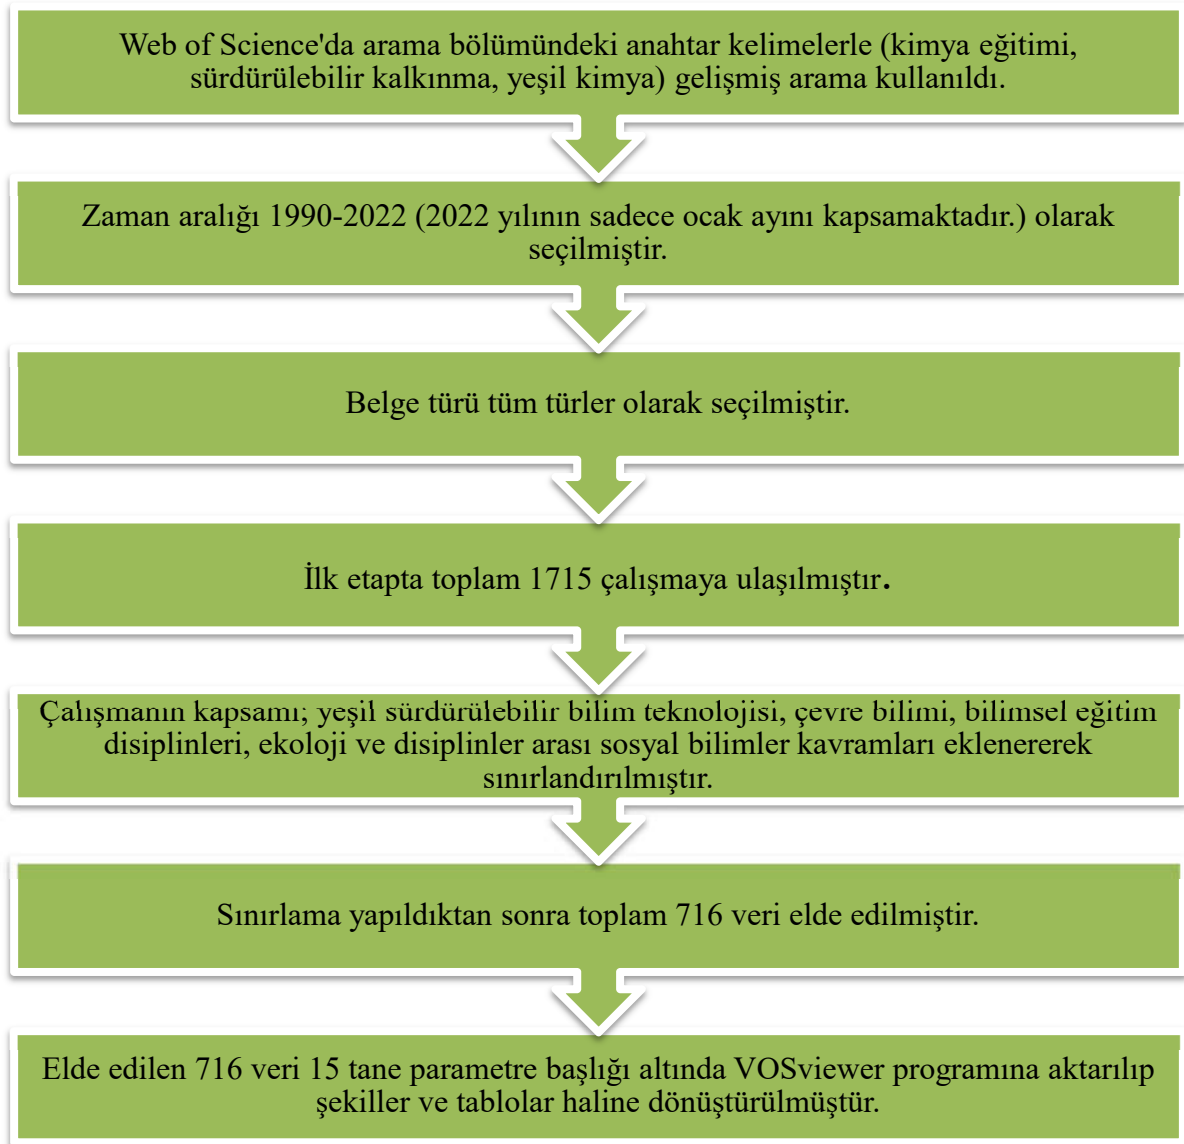 Web of Science'da arama bölümündeki anahtar kelimelerle (kimya eğitimi,
sürdürülebilir kalkınma, yeşil kimya) gelişmiş arama kullanıldı.
Zaman aralığı 1990-2022 (2022 yılının sadece ocak ayını kapsamaktadır.) olarak
seçilmiştir.
Belge türü tüm türler olarak seçilmiştir.
İlk etapta toplam 1715 çalışmaya ulaşılmıştır.
Çalışmanın kapsamı; yeşil sürdürülebilir bilim teknolojisi, çevre bilimi, bilimsel eğitim
disiplinleri, ekoloji ve disiplinler arası sosyal bilimler kavramları eklenererek
sınırlandırılmıştır.
Sınırlama yapıldıktan sonra toplam 716 veri elde edilmiştir.
Elde edilen 716 veri 15 tane parametre başlığı altında VOSviewer programına aktarılıp
şekiller ve tablolar haline dönüştürülmüştür.